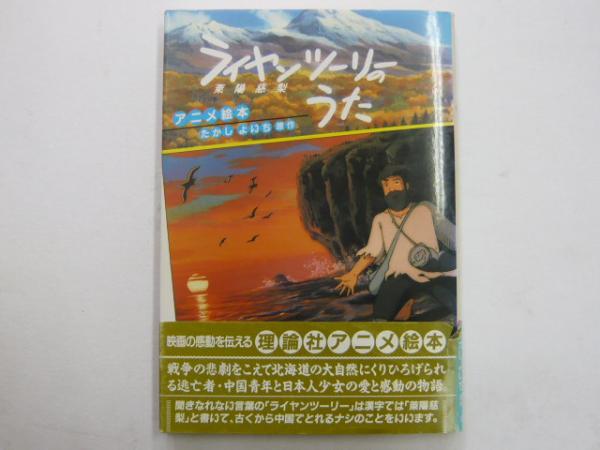 ライヤンツーリーの
莱陽慈梨
うた
アニメ絵本
たかし よいち 原作
映画の感動を伝える 理論社アニメ絵本
戦争の悲劇をこえて北海道の大自然にくりひろげられ
る逃亡者・中国青年と日本人少女の愛と感動の物語。
聞きなれない言葉の「ライヤンツーリー」は漢字では「莱陽慈
梨」と書いて、古くから中国でとれるナシのことをいいます。